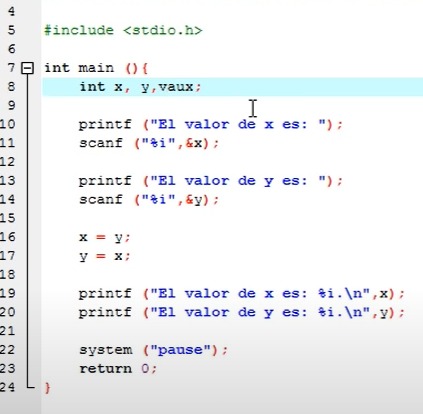 4
5 #include <stdio.h>
6
7 int main (){
8 int x, y,vaux;
9
10 printf ("El valor de x es: ");
11 scanf ("%i",&x);
12
13 printf ("El valor de y es: ");
14 scanf ("%i",&y);
15
16 x = y;
17 y = x;
18
19 printf ("El valor de x es: %i.\n",x);
20 printf ("El valor de y es: %i.\n",y);
21
22 system ("pause");
23 return 0;
24 }